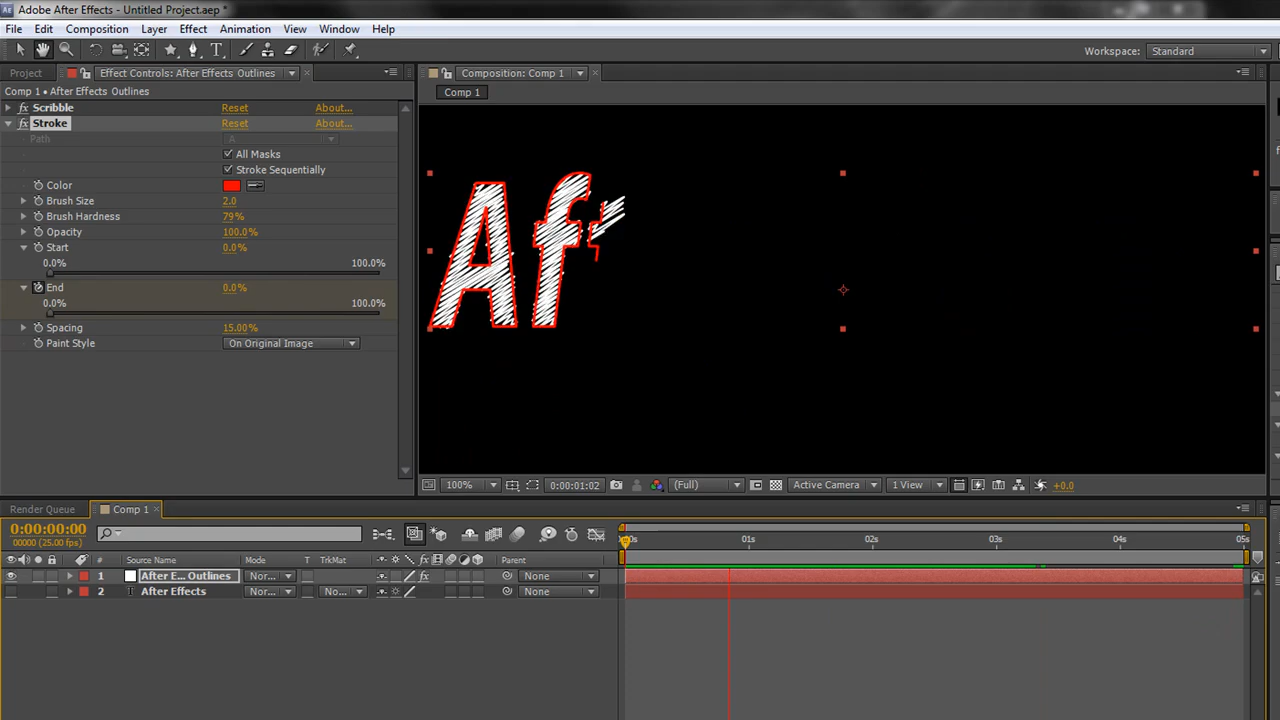 Adobe After Effects - Untitled Project.aep *
File Edit Composition Layer Effect Animation View Window Help
Workspace: Standard
Project Effect Controls: After Effects Outlines Composition: Comp 1
Comp 1 • After Effects Outlines
Comp 1
fx Scribble Reset About...
fx Stroke Reset About...
Path A
All Masks
Stroke Sequentially
Color
Brush Size 2.0
Brush Hardness 79%
Opacity 100.0%
Start 0.0%
0.0% 100.0%
End 0.0%
0.0% 100.0%
Spacing 15.00%
Paint Style On Original Image
Af
100% 0:00:01:02 (Full) Active Camera 1 View +0.0
Render Queue Comp 1
0:00:00:00
00000 (25.00 fps)
0s 01s 02s 03s 04s 05s
# Source Name Mode T TrkMat fx Parent
1 After E... Outlines Nor... fx None
2 T After Effects Nor... No... None